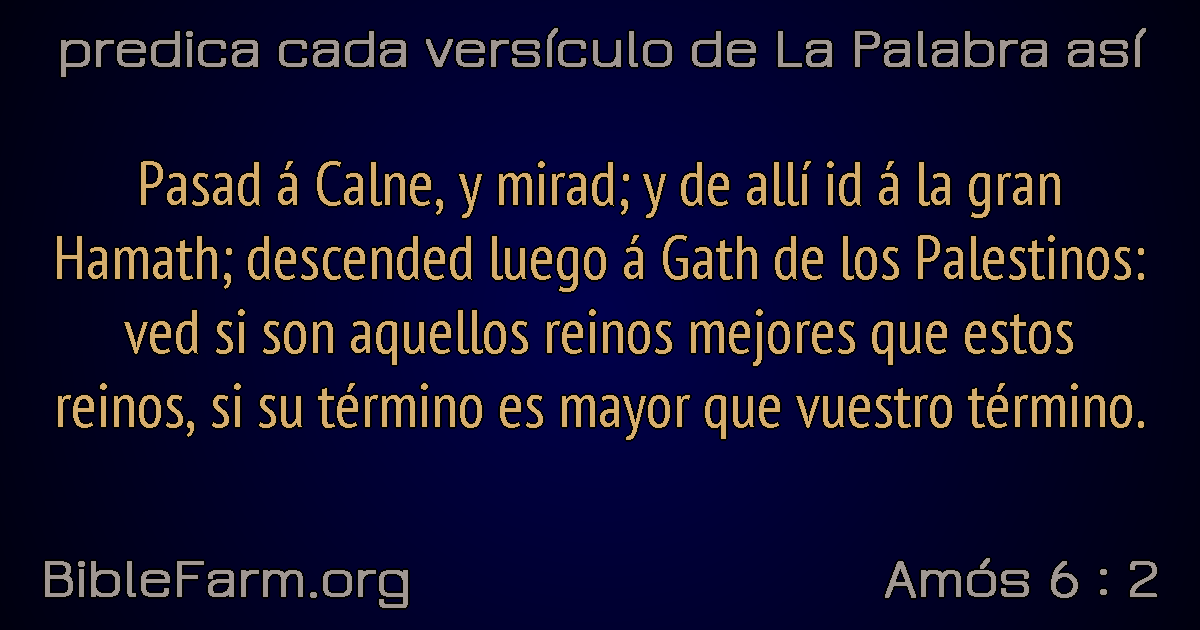 predica cada versículo de La Palabra así
Pasad á Calne, y mirad; y de allí id á la gran
Hamath; descended luego á Gath de los Palestinos:
ved si son aquellos reinos mejores que estos
reinos, si su término es mayor que vuestro término.
BibleFarm.org
Amós 6 : 2